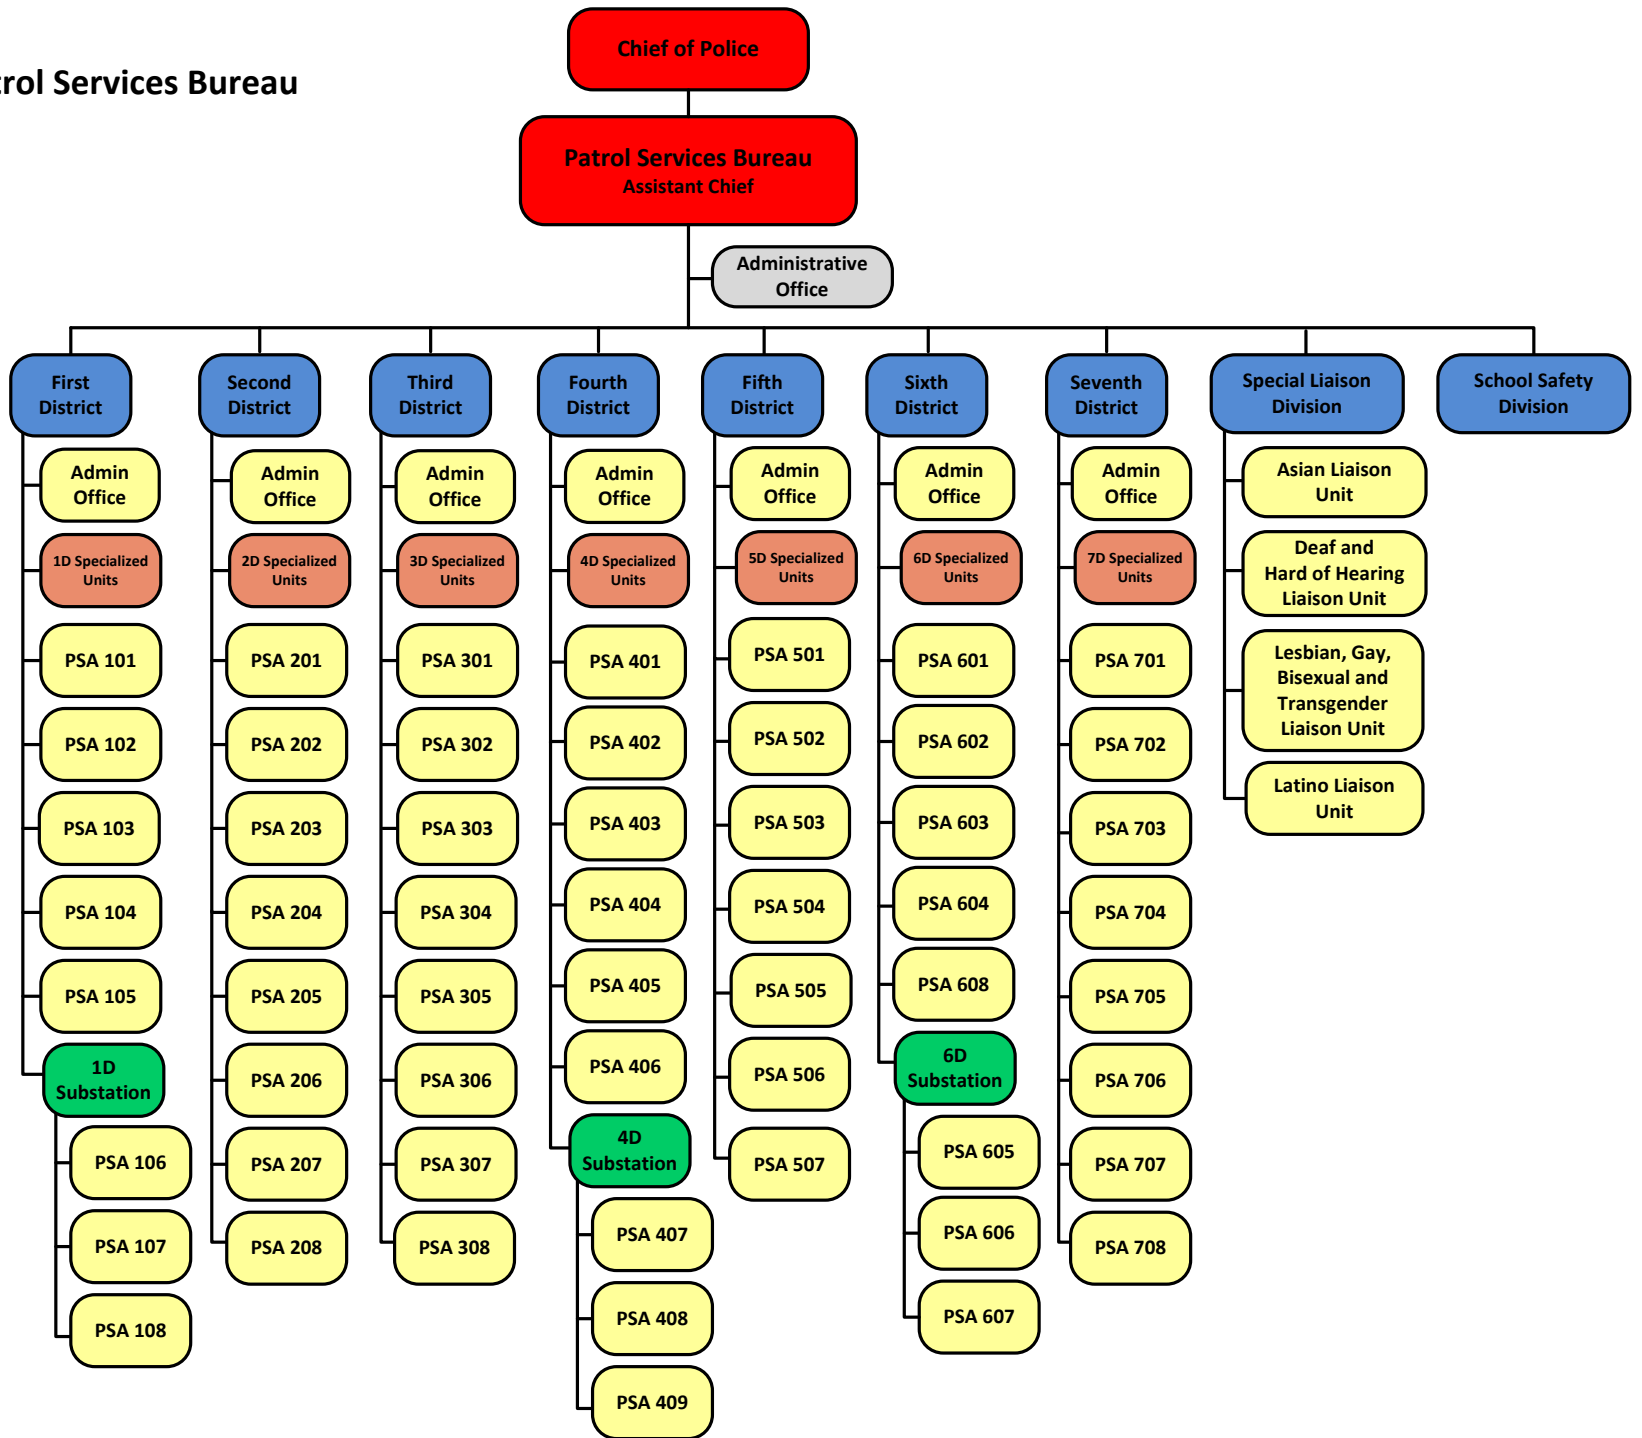 Chief of Police
trol Services Bureau
Patrol Services Bureau
Assistant Chief
Administrative
Office
First
District
Second
District
Third
District
Fourth
District
Fifth
District
Sixth
District
Seventh
District
Special Liaison
Division
School Safety
Division
Admin
Office
1D Specialized
Units
PSA 101
PSA 102
PSA 103
PSA 104
PSA 105
1D
Substation
PSA 106
PSA 107
PSA 108
Admin
Office
2D Specialized
Units
PSA 201
PSA 202
PSA 203
PSA 204
PSA 205
PSA 206
PSA 207
PSA 208
Admin
Office
3D Specialized
Units
PSA 301
PSA 302
PSA 303
PSA 304
PSA 305
PSA 306
PSA 307
PSA 308
Admin
Office
4D Specialized
Units
PSA 401
PSA 402
PSA 403
PSA 404
PSA 405
PSA 406
4D
Substation
PSA 407
PSA 408
PSA 409
Admin
Office
5D Specialized
Units
PSA 501
PSA 502
PSA 503
PSA 504
PSA 505
PSA 506
PSA 507
Admin
Office
6D Specialized
Units
PSA 601
PSA 602
PSA 603
PSA 604
PSA 608
6D
Substation
PSA 605
PSA 606
PSA 607
Admin
Office
7D Specialized
Units
PSA 701
PSA 702
PSA 703
PSA 704
PSA 705
PSA 706
PSA 707
PSA 708
Asian Liaison
Unit
Deaf and
Hard of Hearing
Liaison Unit
Lesbian, Gay,
Bisexual and
Transgender
Liaison Unit
Latino Liaison
Unit